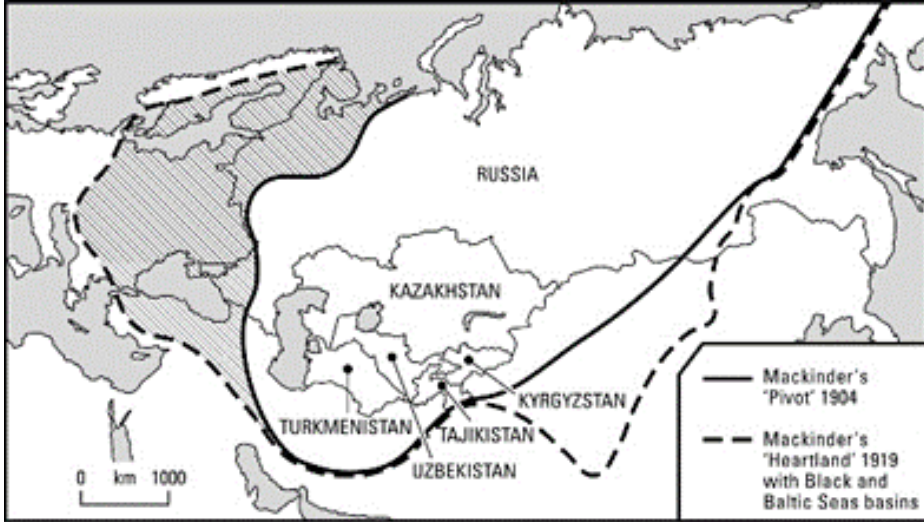 RUSSIA
KAZAKHSTAN
KYRGYZSTAN
TURKMENISTAN
TAJIKISTAN
UZBEKISTAN
0 km 1000
Mackinder's
'Pivot' 1904
Mackinder's
'Heartland' 1919
with Black and
Baltic Seas basins